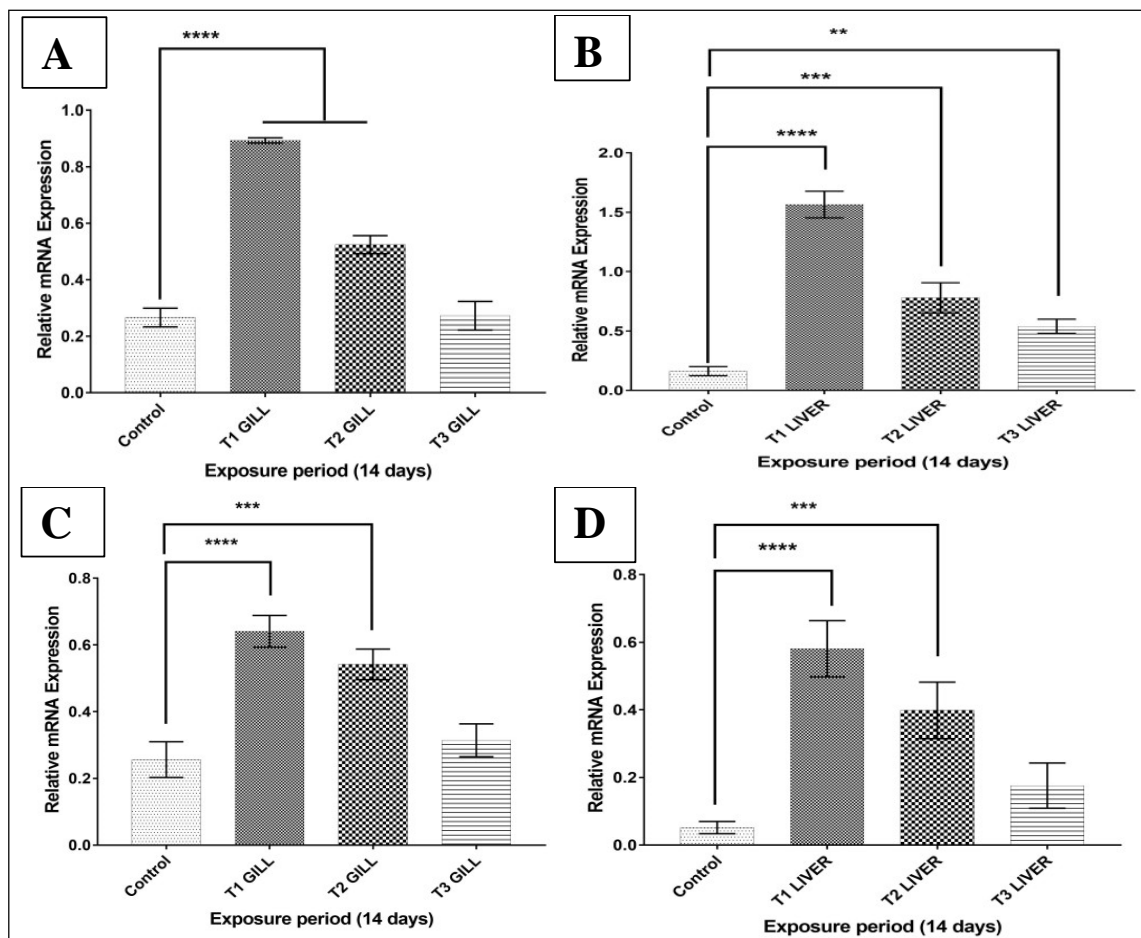 A
****
Relative mRNA Expression
1.0
0.8
0.6
0.4
0.2
0.0
Control
T1 GILL
T2 GILL
T3 GILL
Exposure period (14 days)
B
**
***
****
Relative mRNA Expression
2.0
1.5
1.0
0.5
0.0
Control
T1 LIVER
T2 LIVER
T3 LIVER
Exposure period (14 days)
C
***
****
Relative mRNA Expression
0.8
0.6
0.4
0.2
0.0
Control
T1 GILL
T2 GILL
T3 GILL
Exposure period (14 days)
D
***
****
Relative mRNA Expression
0.8
0.6
0.4
0.2
0.0
Control
T1 LIVER
T2 LIVER
T3 LIVER
Exposure period (14 days)